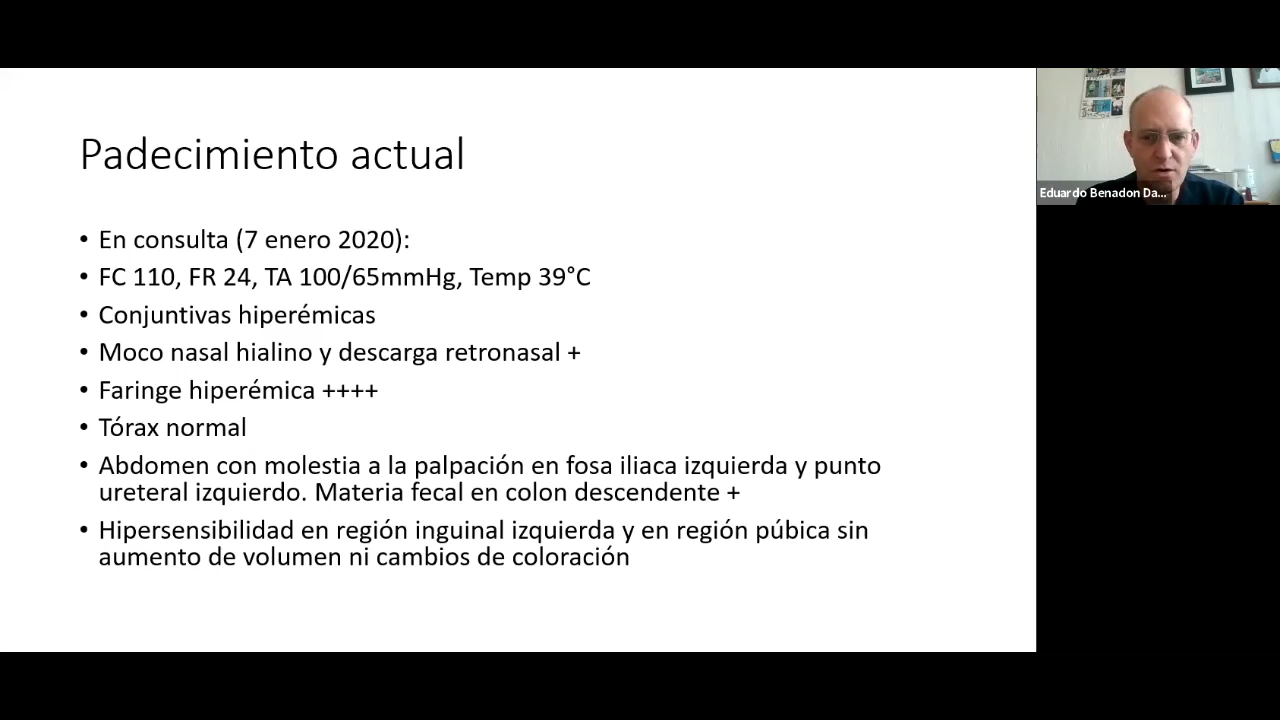 Padecimiento actual
• En consulta (7 enero 2020):
• FC 110, FR 24, TA 100/65mmHg, Temp 39°C
• Conjuntivas hiperémicas
• Moco nasal hialino y descarga retronasal +
• Faringe hiperémica ++++
• Tórax normal
• Abdomen con molestia a la palpación en fosa iliaca izquierda y punto
ureteral izquierdo. Materia fecal en colon descendente +
• Hipersensibilidad en región inguinal izquierda y en región púbica sin
aumento de volumen ni cambios de coloración
Eduardo Benadon Da...